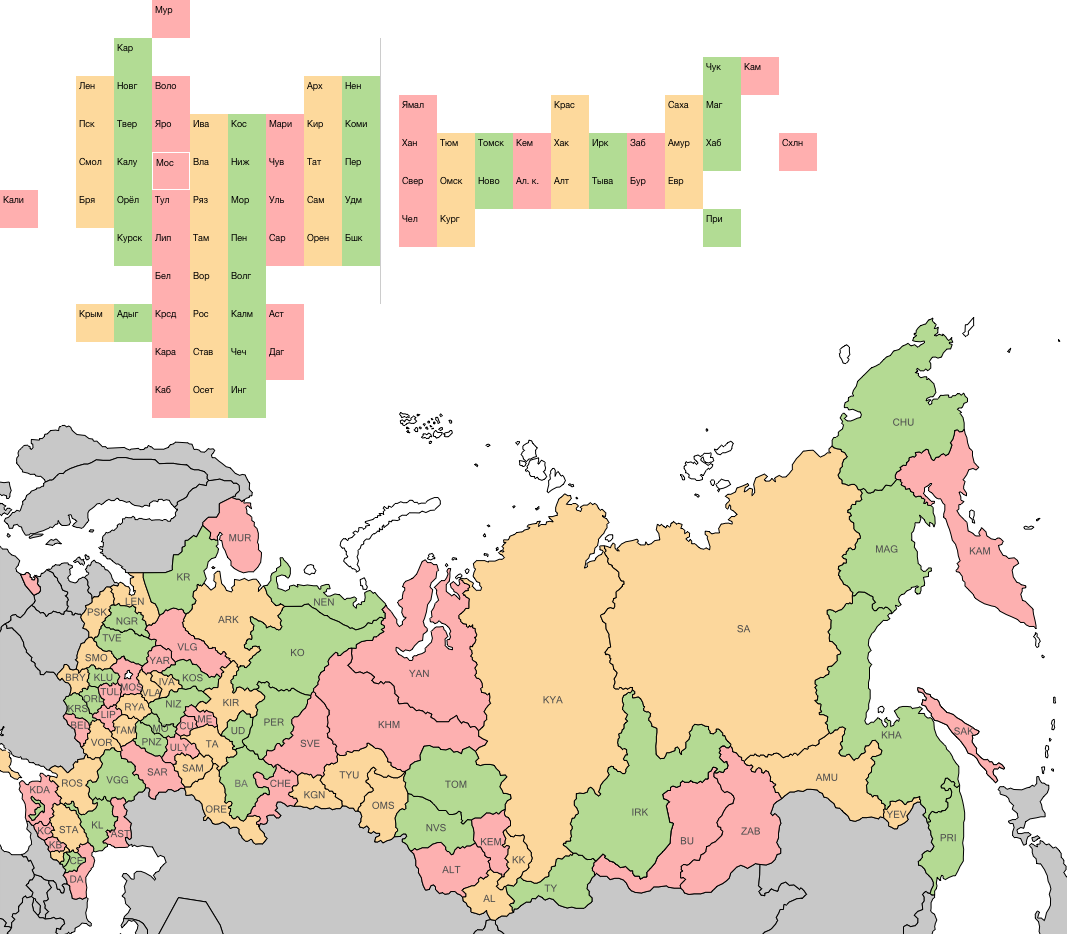 Мур
Кар
Чук Кам
Лен Новг Воло Арх Нен
Ямал Крас Саха Маг
Пск Твер Яро Ива Кос Мари Кир Коми
Хан Тюм Томск Кем Хак Ирк Заб Амур Хаб Схлн
Смол Калу Мос Вла Ниж Чув Тат Пер
Свер Омск Ново Ал. к. Алт Тыва Бур Евр
Кали Бря Орёл Тул Ряз Мор Уль Сам Удм
Чел Кург При
Курск Лип Там Пен Сар Орен Бшк
Бел Вор Волг
Крым Адыг Крсд Рос Калм Аст
Кара Став Чеч Даг
Каб Осет Инг
CHU
MUR
MAG KAM
KR
LEN NEN
PSK NGR ARK
TVE SA
VLG KO
SMO YAR YAN
BRY KLU MOS IVA KOS
TUL VLA
ORL KYA
KRS RYA NIZ KIR
LIP ME
BEL TAM MO CU PER KHM
UD SAK
VOR PNZ ULY TA SVE KHA
SAM
ROS VGG SAR TYU AMU
KDA BA CHE TOM
KGN
ORE OMS IRK YEV
KL
KC STA AST NVS ZAB
KB KEM BU PRI
CE KK
DA ALT
TY
AL